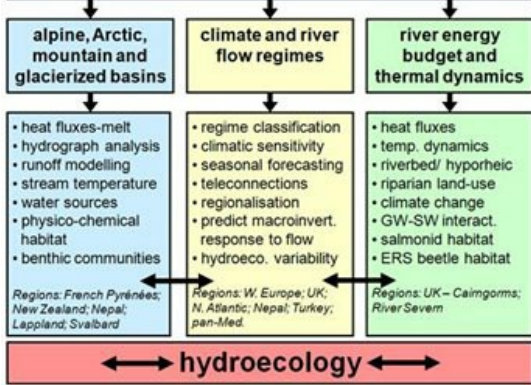 alpine, Arctic,
mountain and
glacierized basins
• heat fluxes-melt
• hydrograph analysis
• runoff modelling
• stream temperature
• water sources
• physico-chemical
habitat
• benthic communities
Regions: French Pyrénées;
New Zealand; Nepal;
Lappland; Svalbard
climate and river
flow regimes
• regime classification
• climatic sensitivity
• seasonal forecasting
• teleconnections
• regionalisation
• predict macroinvert.
response to flow
• hydroeco. variability
Regions: W. Europe; UK;
N. Atlantic; Nepal; Turkey;
pan-Med.
river energy
budget and
thermal dynamics
• heat fluxes
• temp. dynamics
• riverbed/ hyporheic
• riparian land-use
• climate change
• GW-SW interact.
• salmonid habitat
• ERS beetle habitat
Regions: UK – Cairngorms;
River Severn
hydroecology